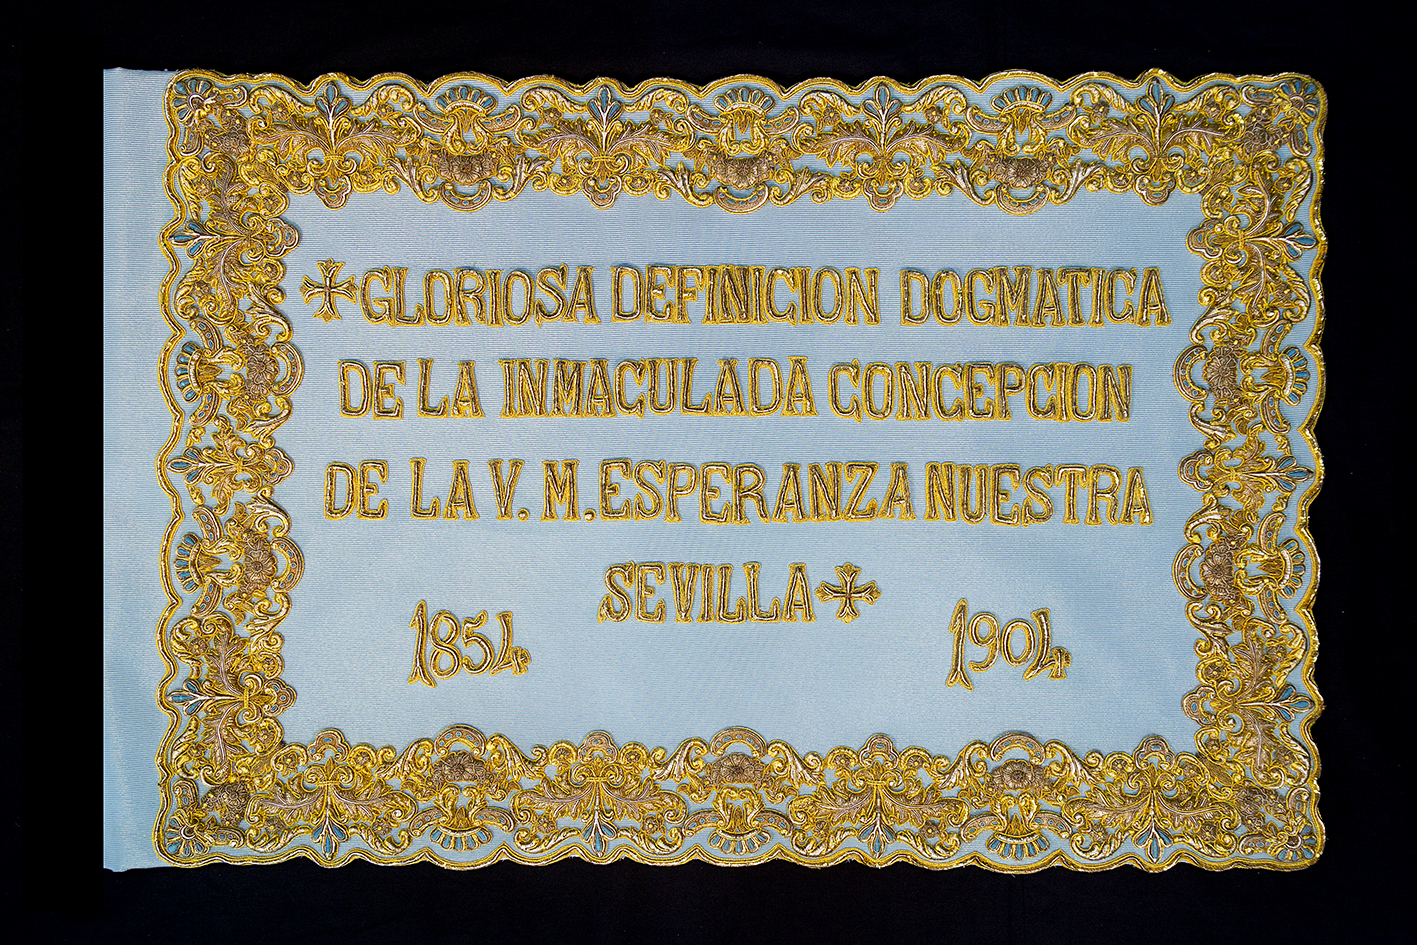 ✠ GLORIOSA DEFINICION DOGMATICA
DE LA INMACULADA CONCEPCION
DE LA V. M. ESPERANZA NUESTRA
SEVILLA ✠
1854 1904